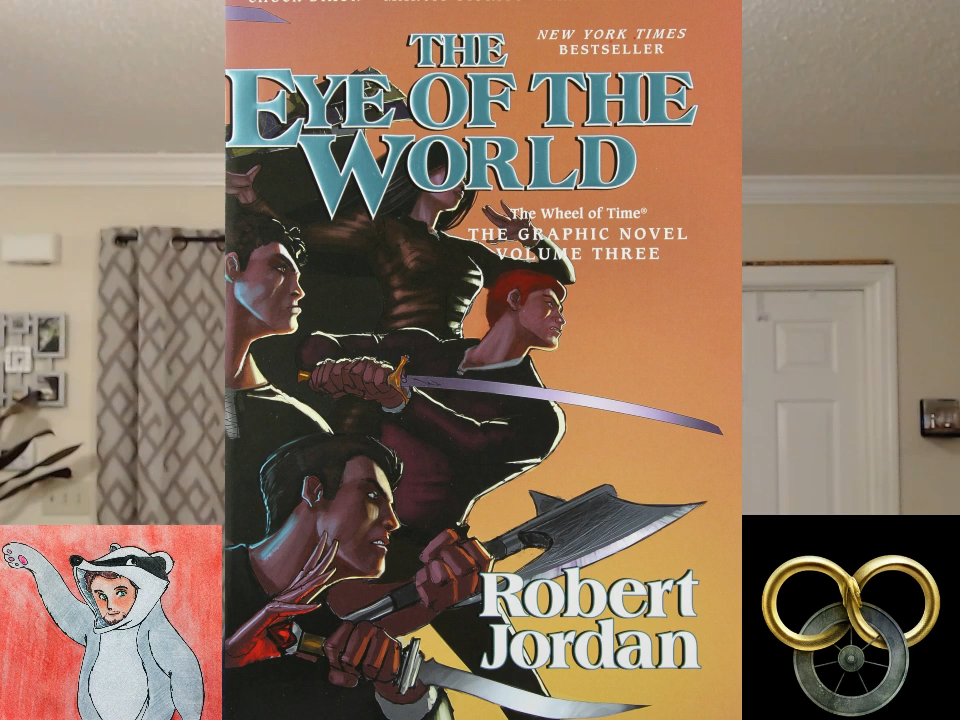 NEW YORK TIMES
BESTSELLER
THE
EYE OF THE
WORLD
The Wheel of Time®
THE GRAPHIC NOVEL
VOLUME THREE
Robert
Jordan